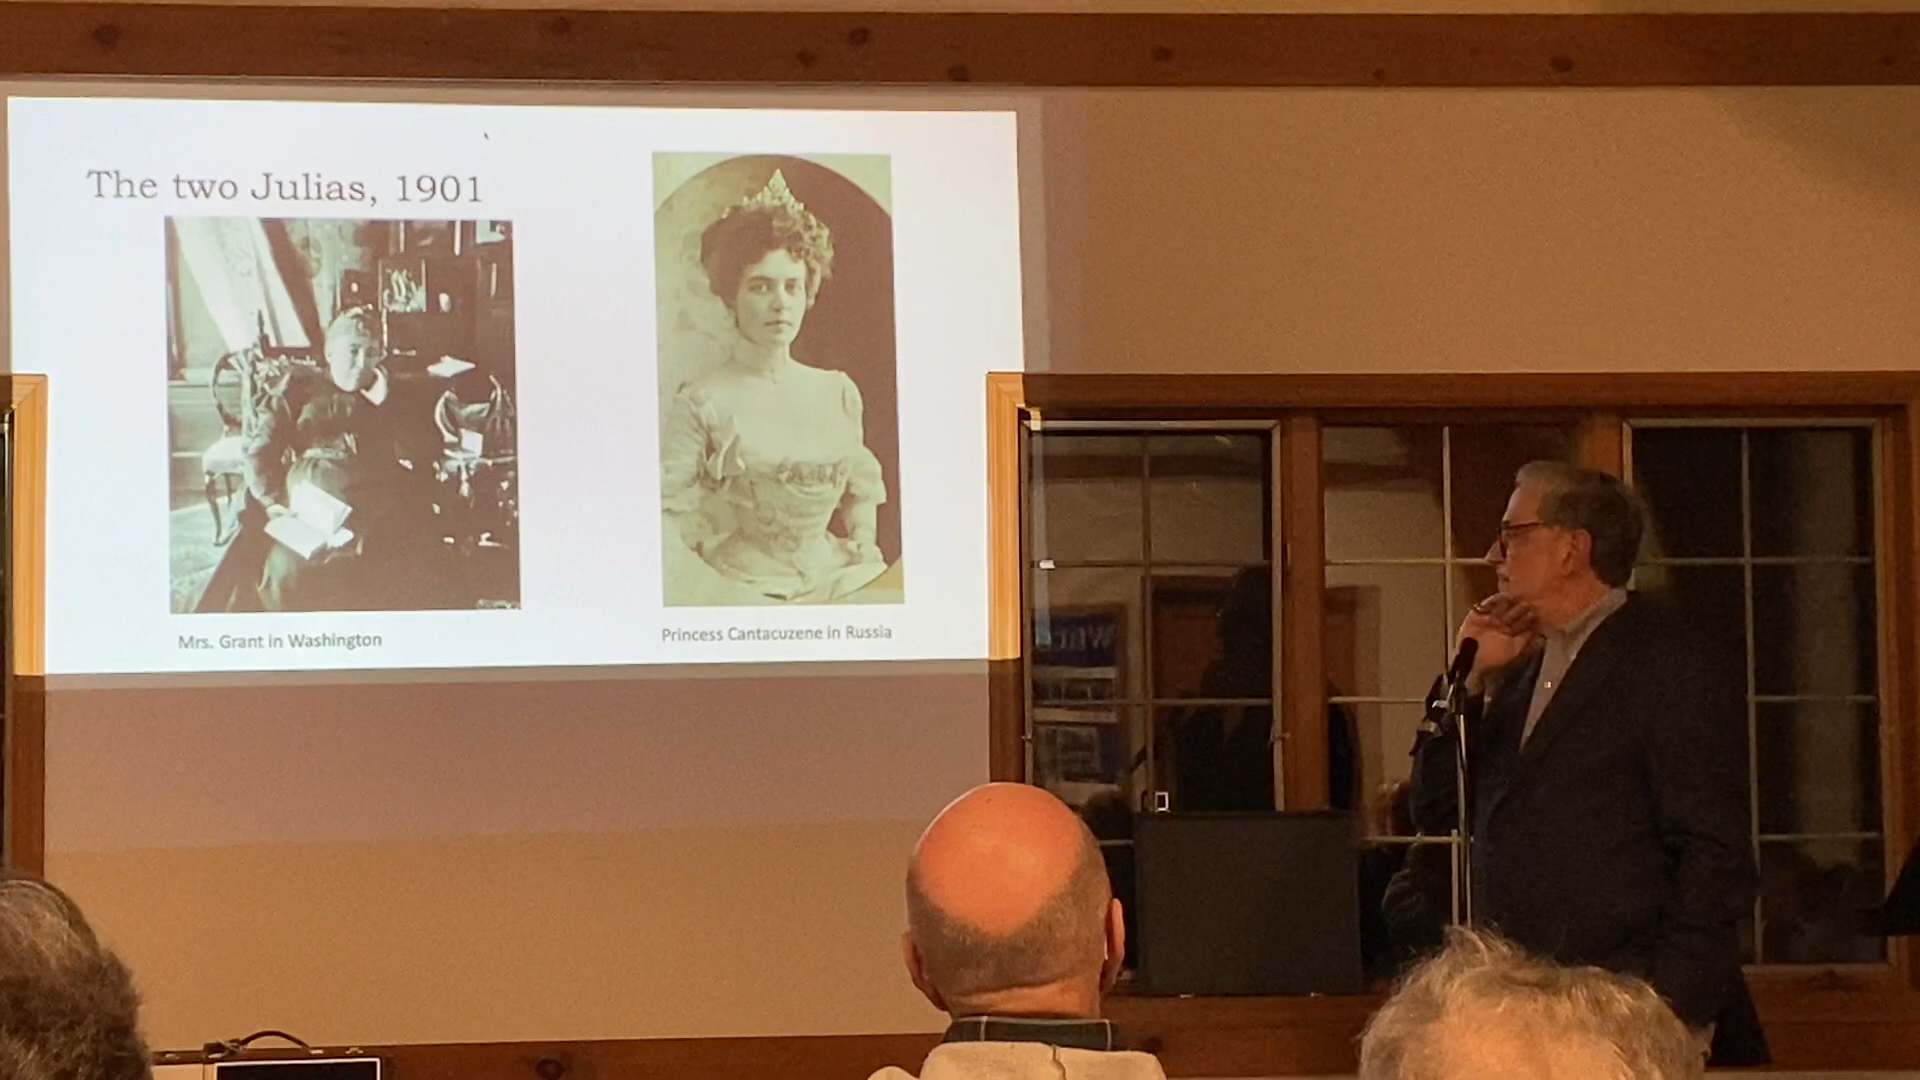 The two Julias, 1901
Mrs. Grant in Washington
Princess Cantacuzene in Russia